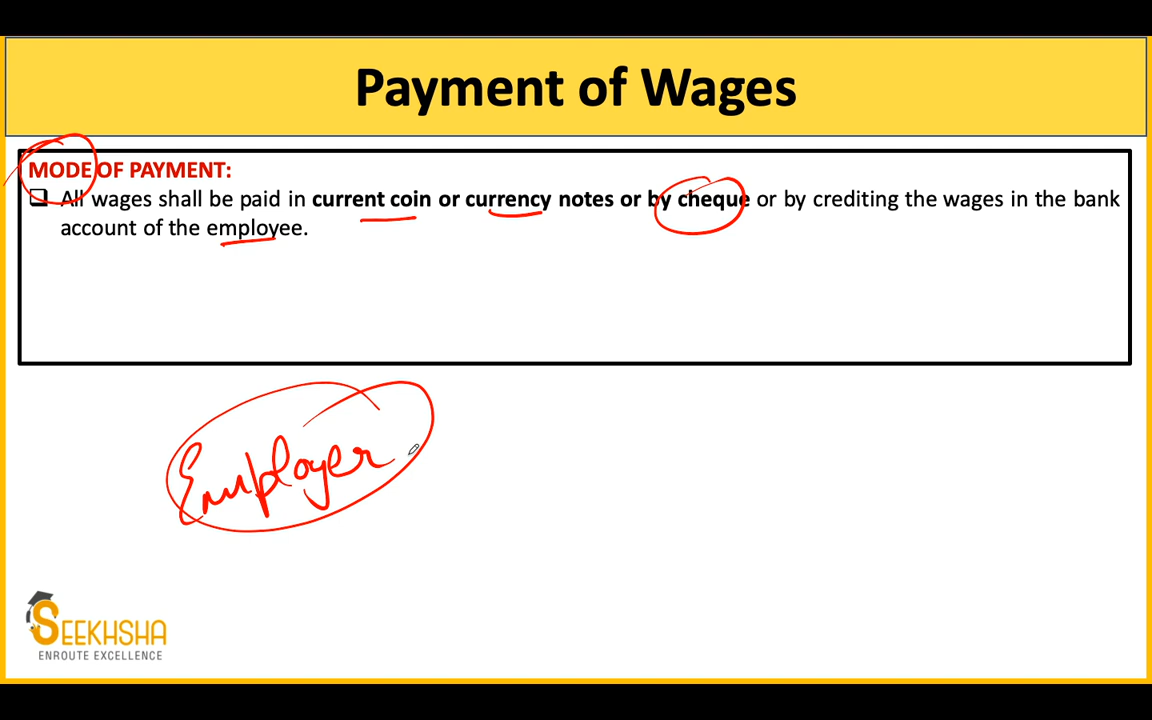 Payment of Wages
MODE OF PAYMENT:
❑ All wages shall be paid in current coin or currency notes or by cheque or by crediting the wages in the bank
account of the employee.
Employer
SEEKHSHA
ENROUTE EXCELLENCE